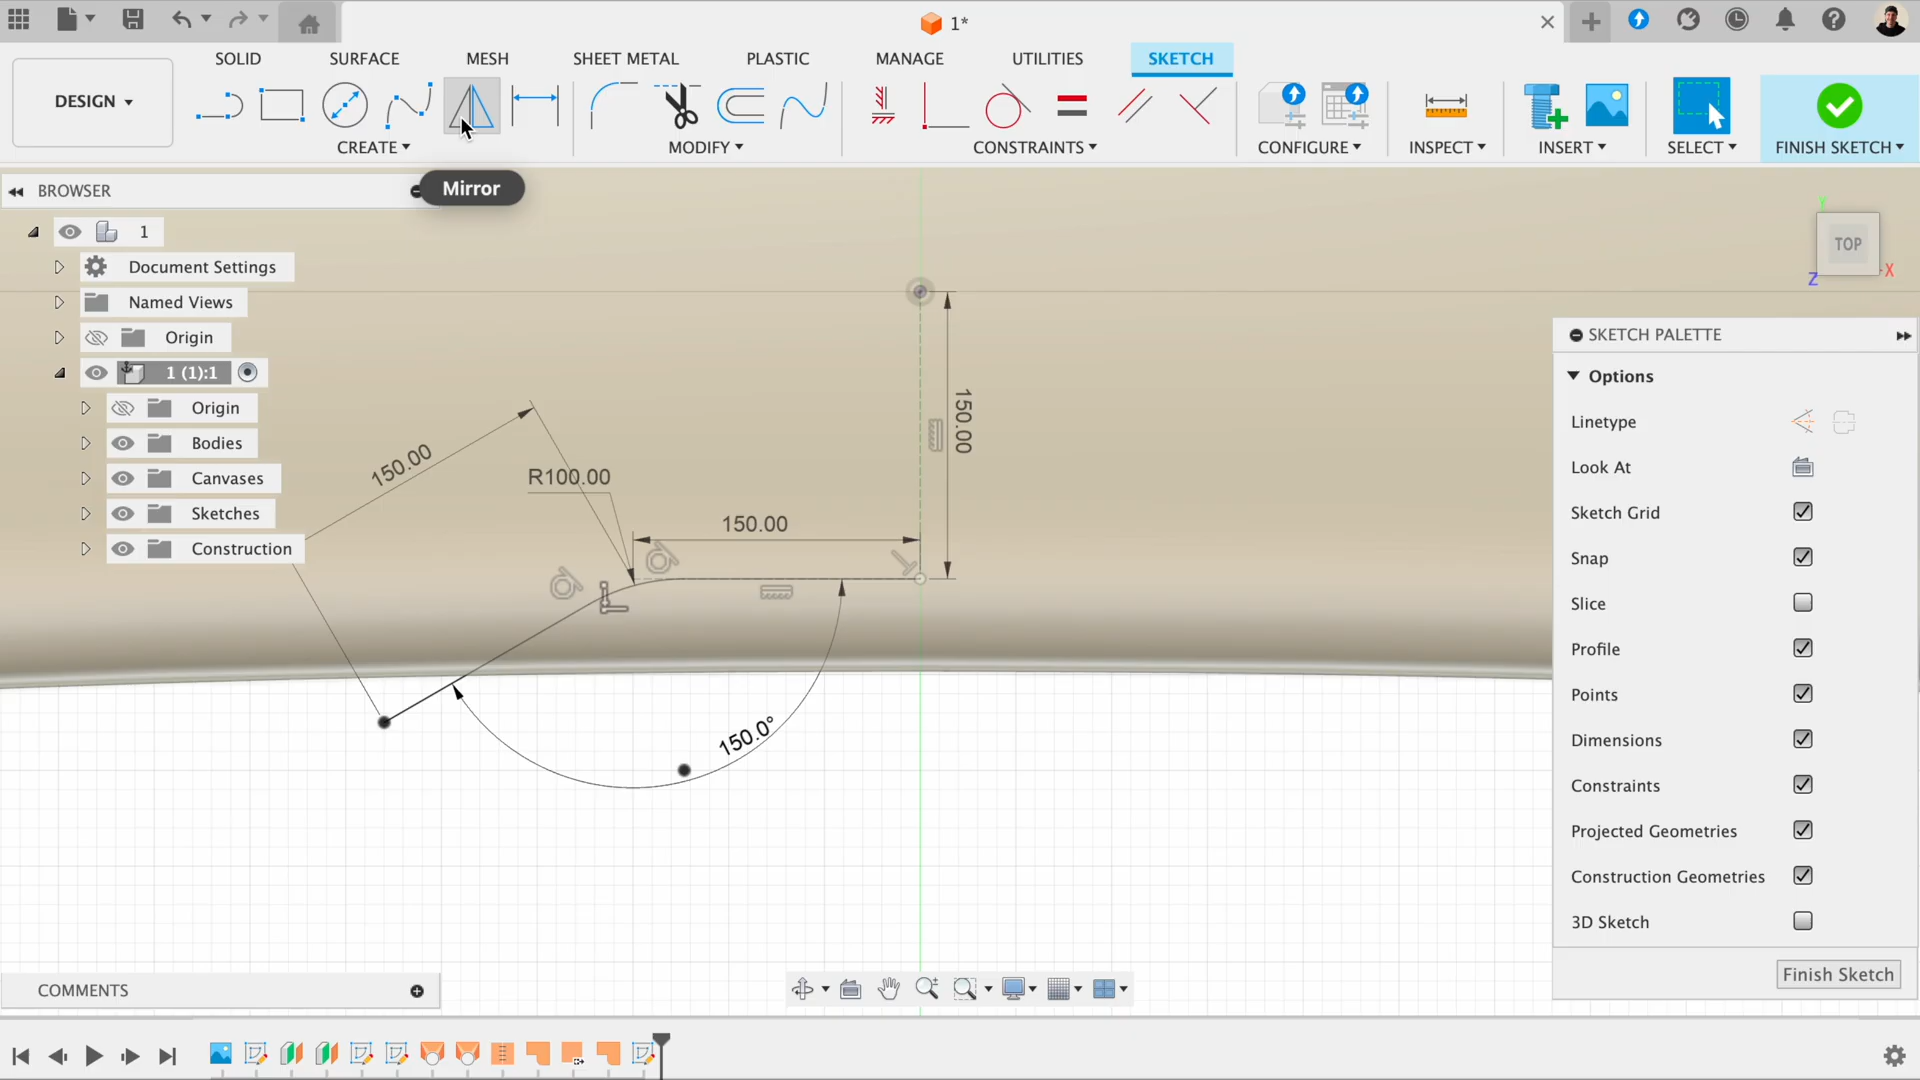 1*
SOLID
SURFACE
MESH
SHEET METAL
PLASTIC
MANAGE
UTILITIES
SKETCH
DESIGN
CREATE
MODIFY
CONSTRAINTS
CONFIGURE
INSPECT
INSERT
SELECT
FINISH SKETCH
Mirror
BROWSER
1
Document Settings
Named Views
Origin
1 (1):1
Origin
Bodies
Canvases
Sketches
Construction
150.00
R100.00
150.00
150.00
150.0°
Y
TOP
X
Z
SKETCH PALETTE
Options
Linetype
Look At
Sketch Grid
Snap
Slice
Profile
Points
Dimensions
Constraints
Projected Geometries
Construction Geometries
3D Sketch
Finish Sketch
COMMENTS